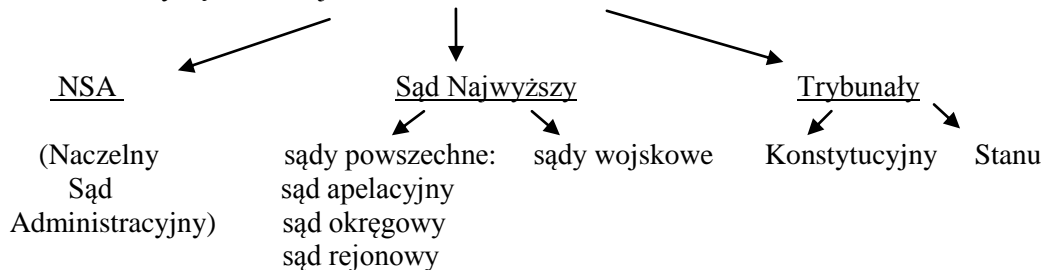 NSA Sąd Najwyższy Trybunały
(Naczelny sądy powszechne: sądy wojskowe Konstytucyjny Stanu
Sąd sąd apelacyjny
Administracyjny) sąd okręgowy
sąd rejonowy